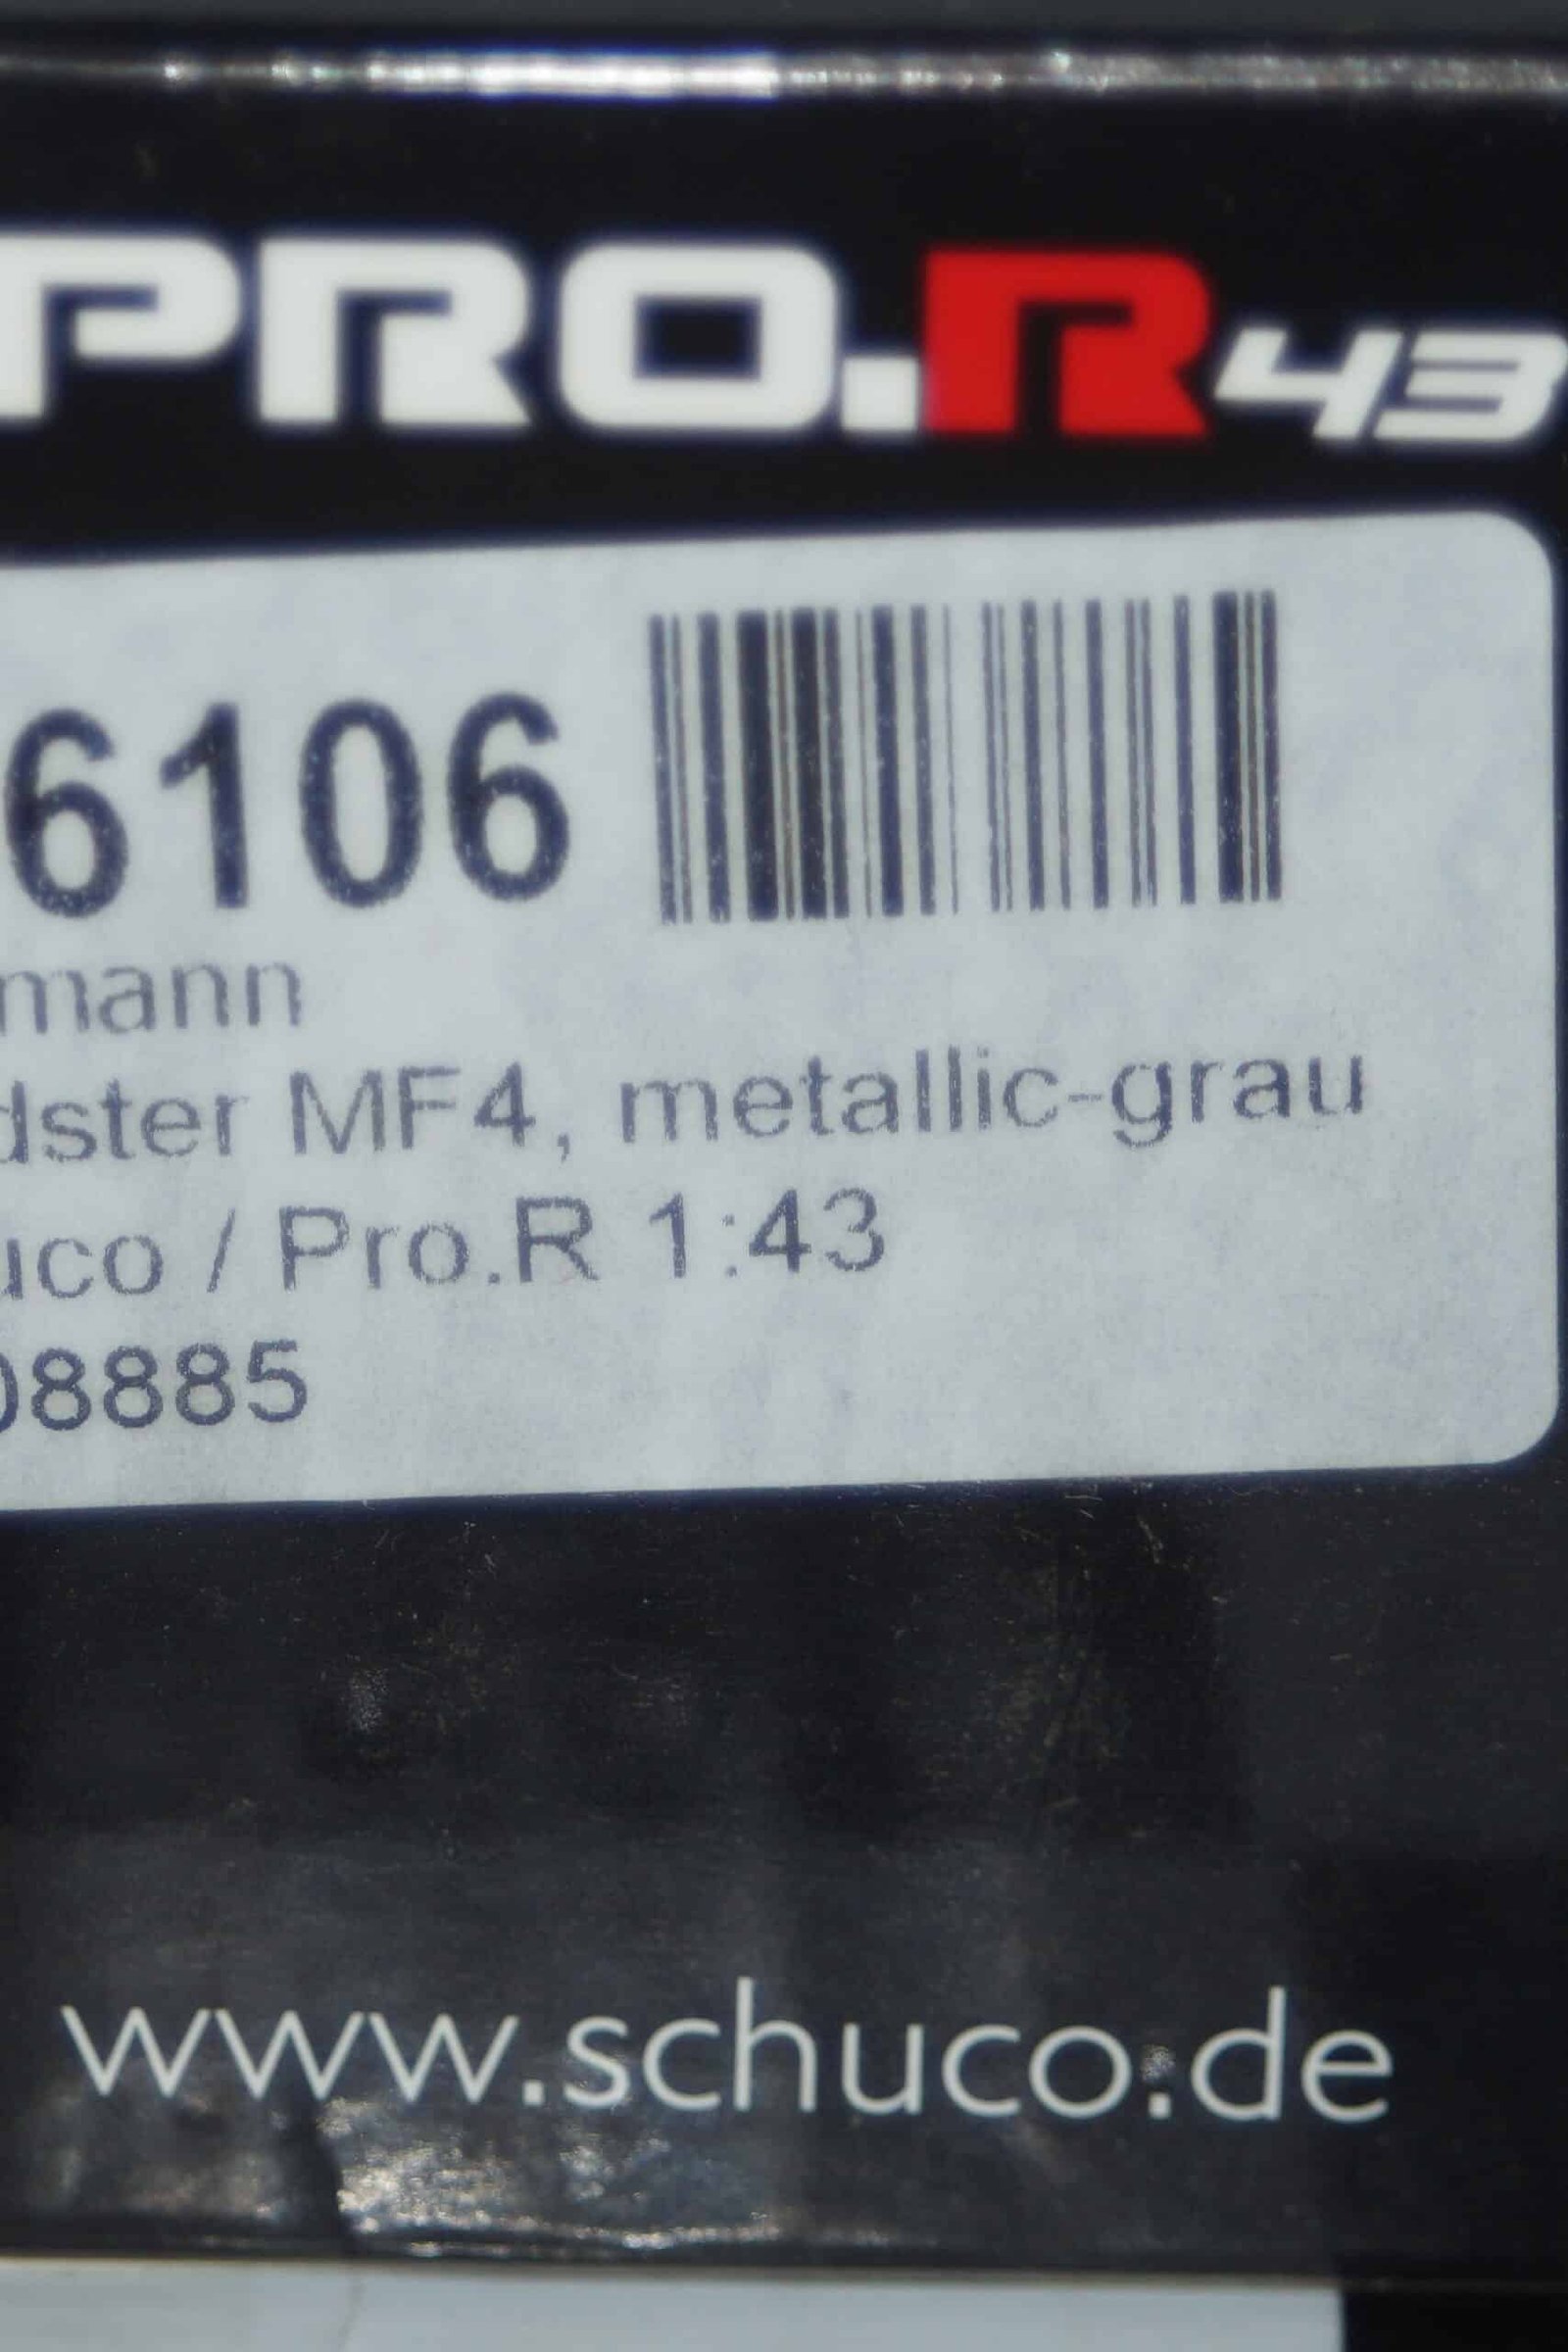 PRO.R43
6106
mann
dster MF4, metallic-grau
uco / Pro.R 1:43
08885
www.schuco.de